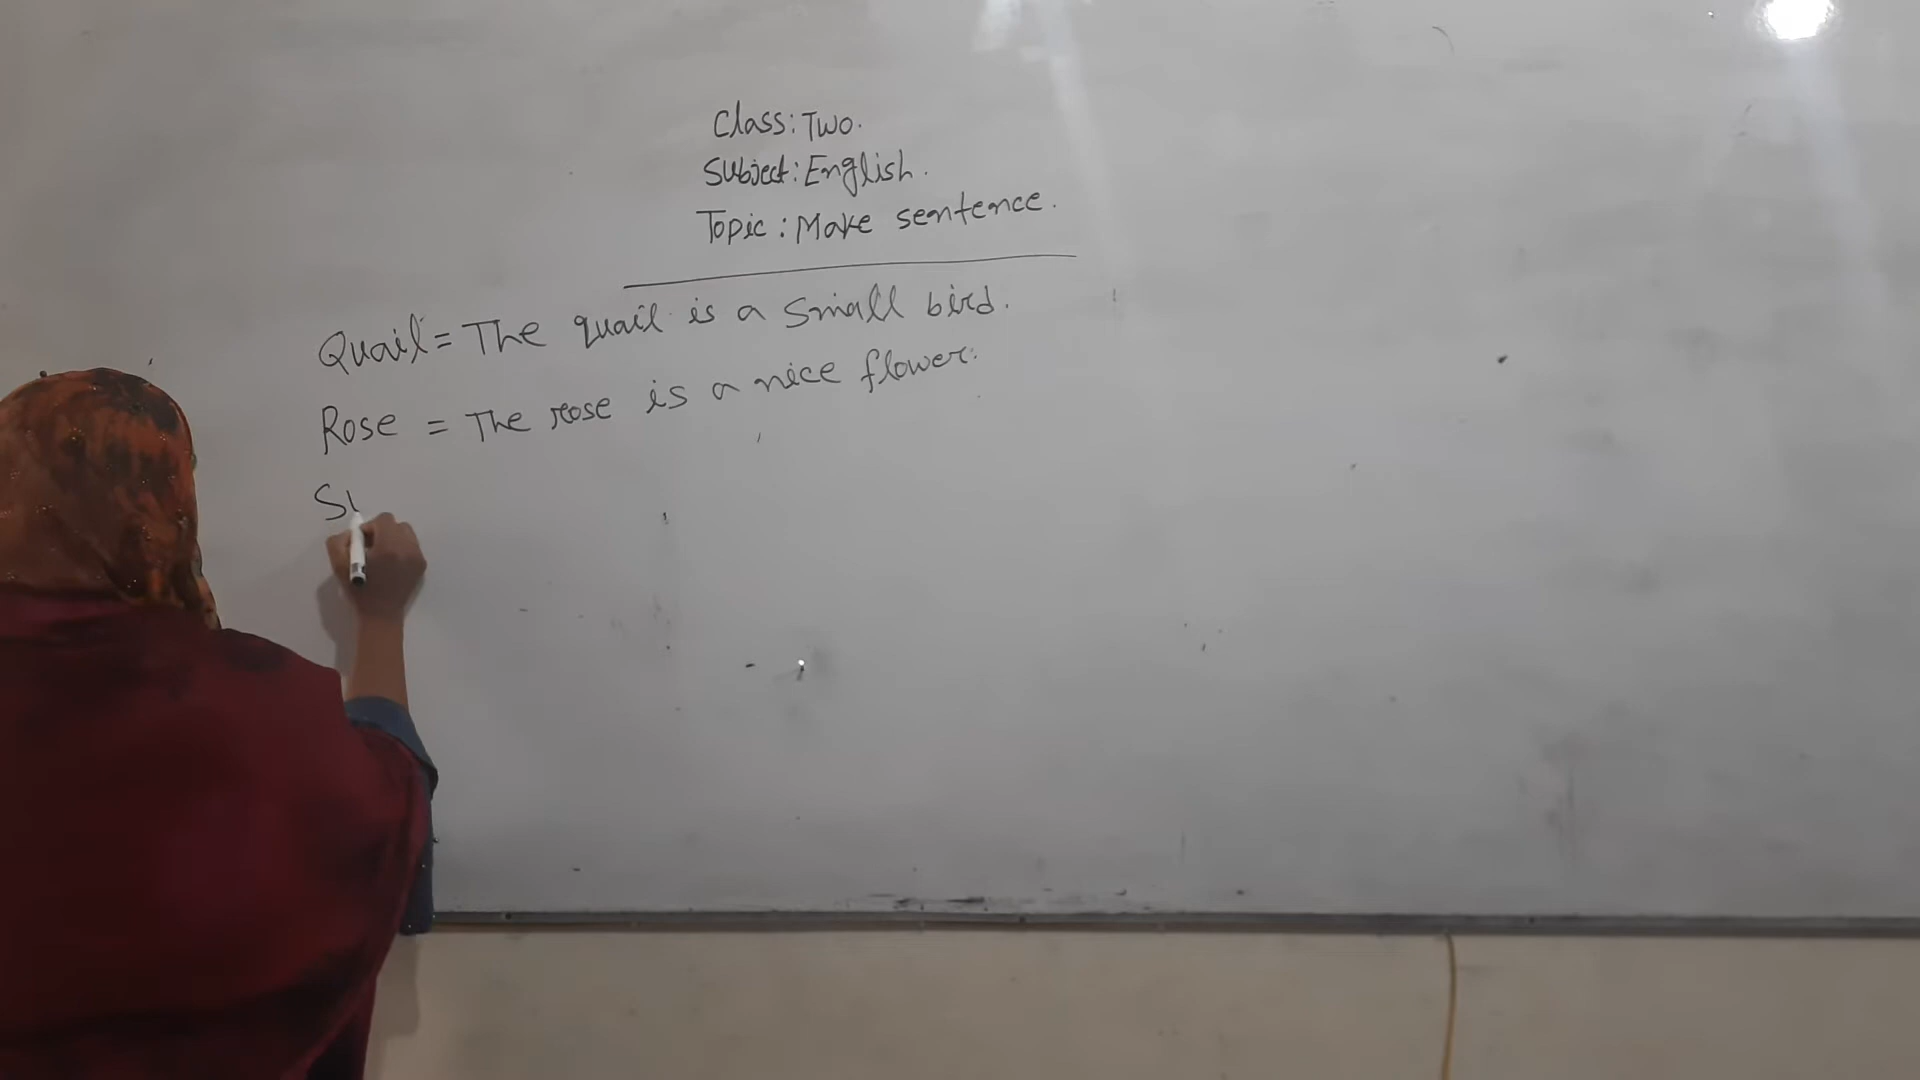 Class: Two.
Subject: English.
Topic: Make sentence.
Quail = The quail is a small bird.
Rose = The rose is a nice flower.